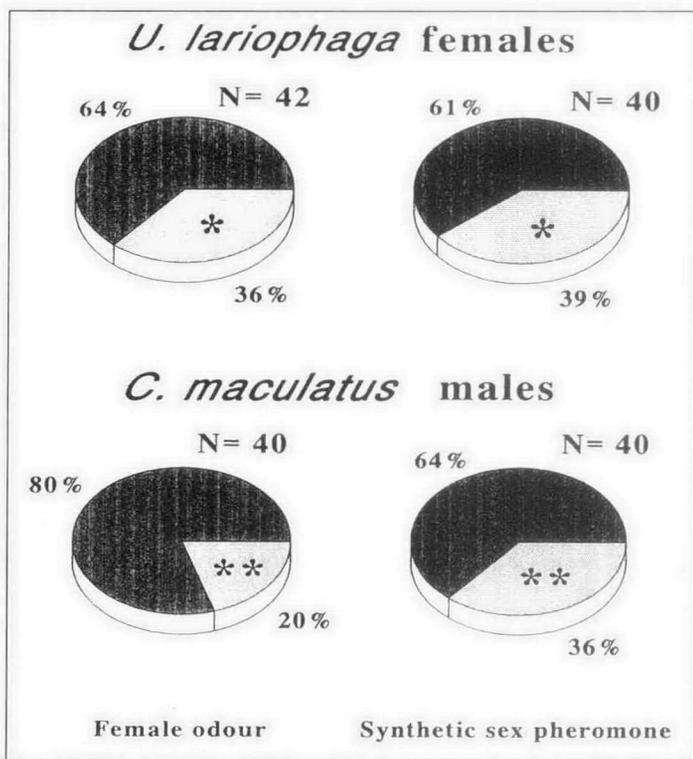 U. lariophaga females
64% N= 42
61% N= 40
*
*
36%
39%
C. maculatus males
N= 40
N= 40
80%
64%
**
**
20%
36%
Female odour
Synthetic sex pheromone